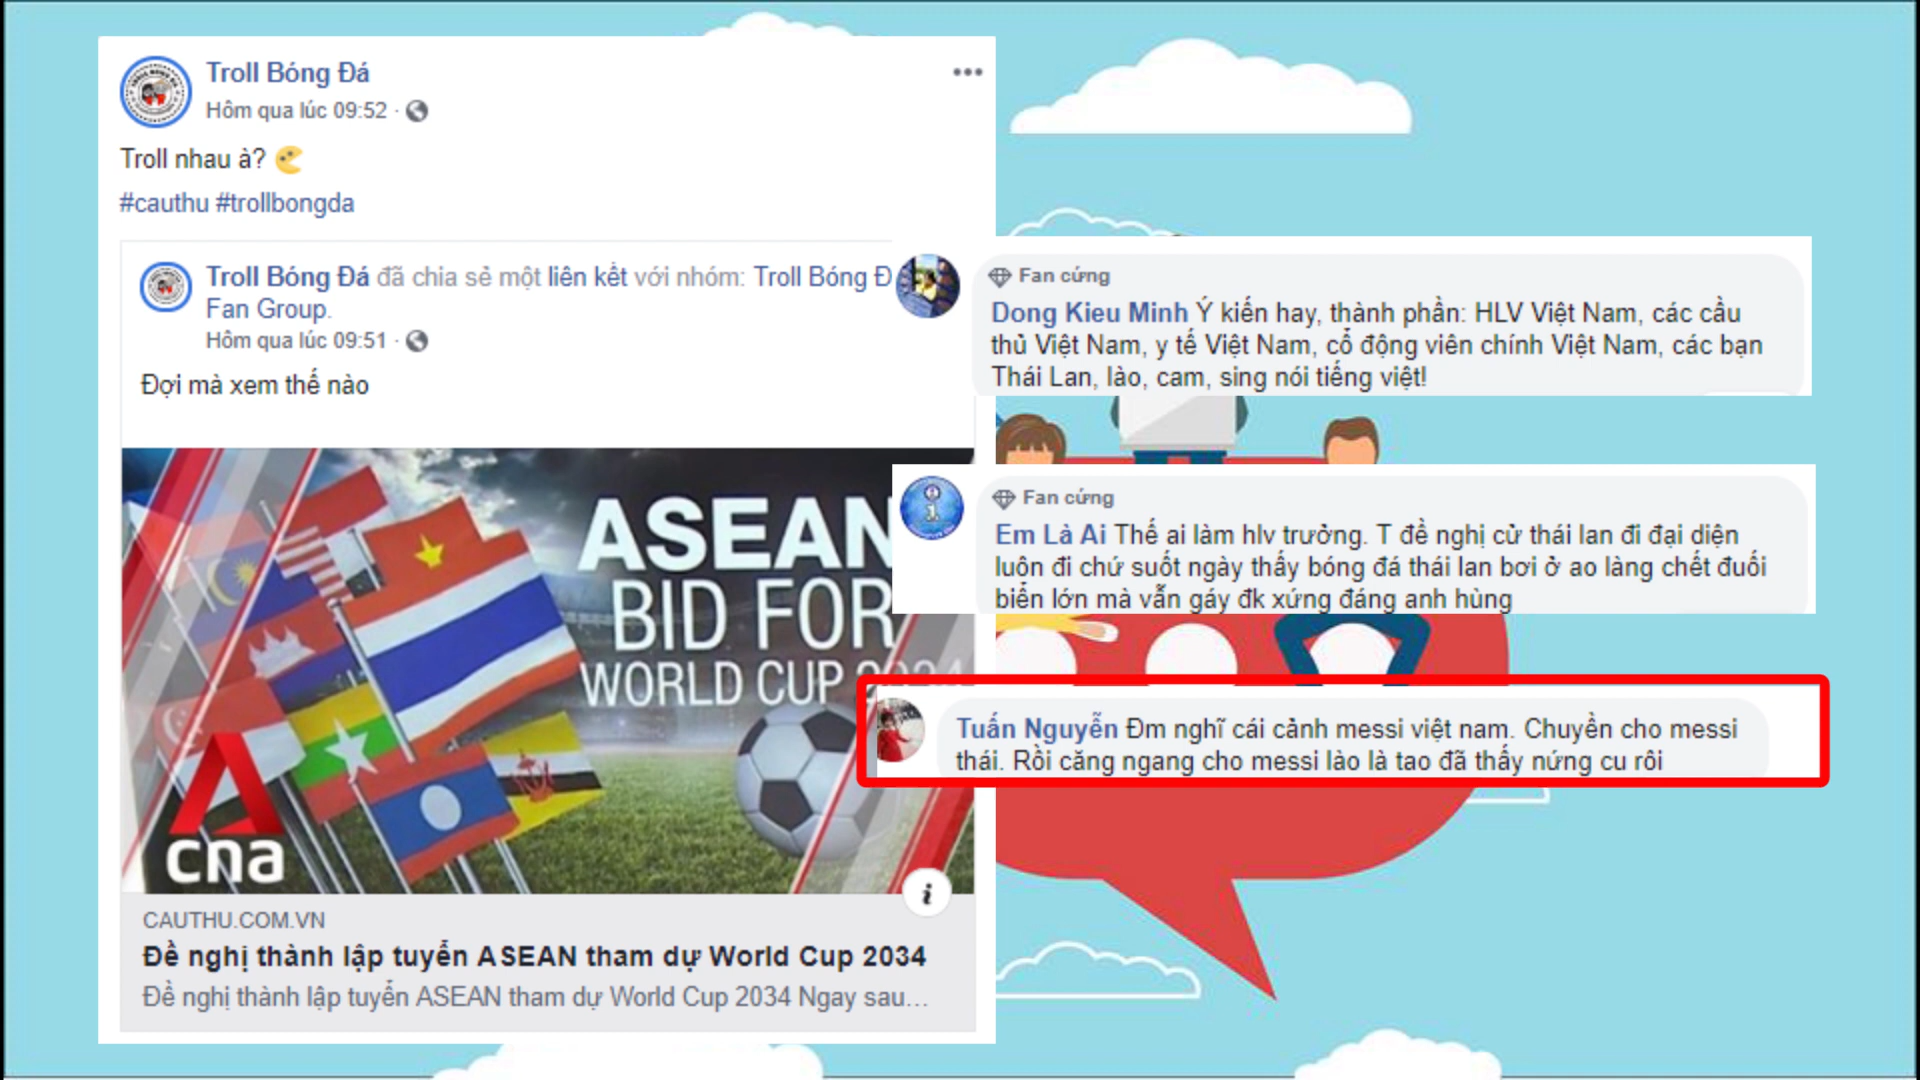 Troll Bóng Đá
Hôm qua lúc 09:52 ·
Troll nhau à?
#cauthu #trollbongda
Troll Bóng Đá đã chia sẻ một liên kết với nhóm: Troll Bóng Đ
Fan Group.
Hôm qua lúc 09:51 ·
Đợi mà xem thế nào
ASEAN
BID FOR
WORLD CUP 2034
cna
CAUTHU.COM.VN
Đề nghị thành lập tuyển ASEAN tham dự World Cup 2034
Đề nghị thành lập tuyển ASEAN tham dự World Cup 2034 Ngay sau...
Fan cứng
Dong Kieu Minh Ý kiến hay, thành phần: HLV Việt Nam, các cầu
thủ Việt Nam, y tế Việt Nam, cổ động viên chính Việt Nam, các bạn
Thái Lan, lào, cam, sing nói tiếng việt!
Fan cứng
Em Là Ai Thế ai làm hlv trưởng. T đề nghị cử thái lan đi đại diện
luôn đi chứ suốt ngày thấy bóng đá thái lan bơi ở ao làng chết đuối
biển lớn mà vẫn gáy đk xứng đáng anh hùng
Tuấn Nguyễn Đm nghĩ cái cảnh messi việt nam. Chuyền cho messi
thái. Rồi căng ngang cho messi lào là tao đã thấy nứng cu rôi